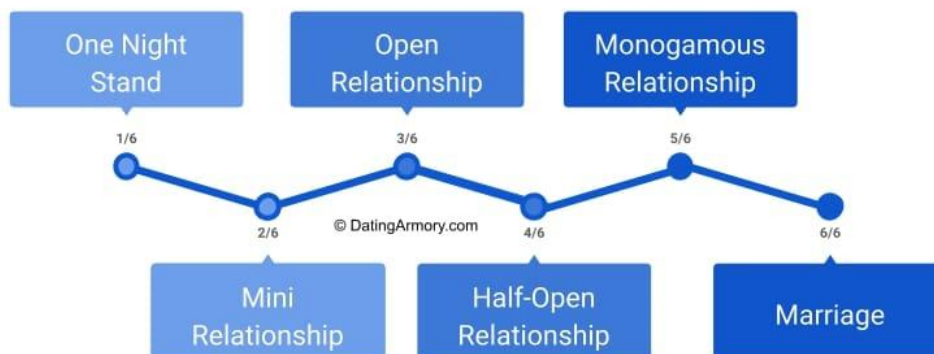 One Night
Stand
Open
Relationship
Monogamous
Relationship
1/6
3/6
5/6
© DatingArmory.com
2/6
4/6
6/6
Mini
Relationship
Half-Open
Relationship
Marriage